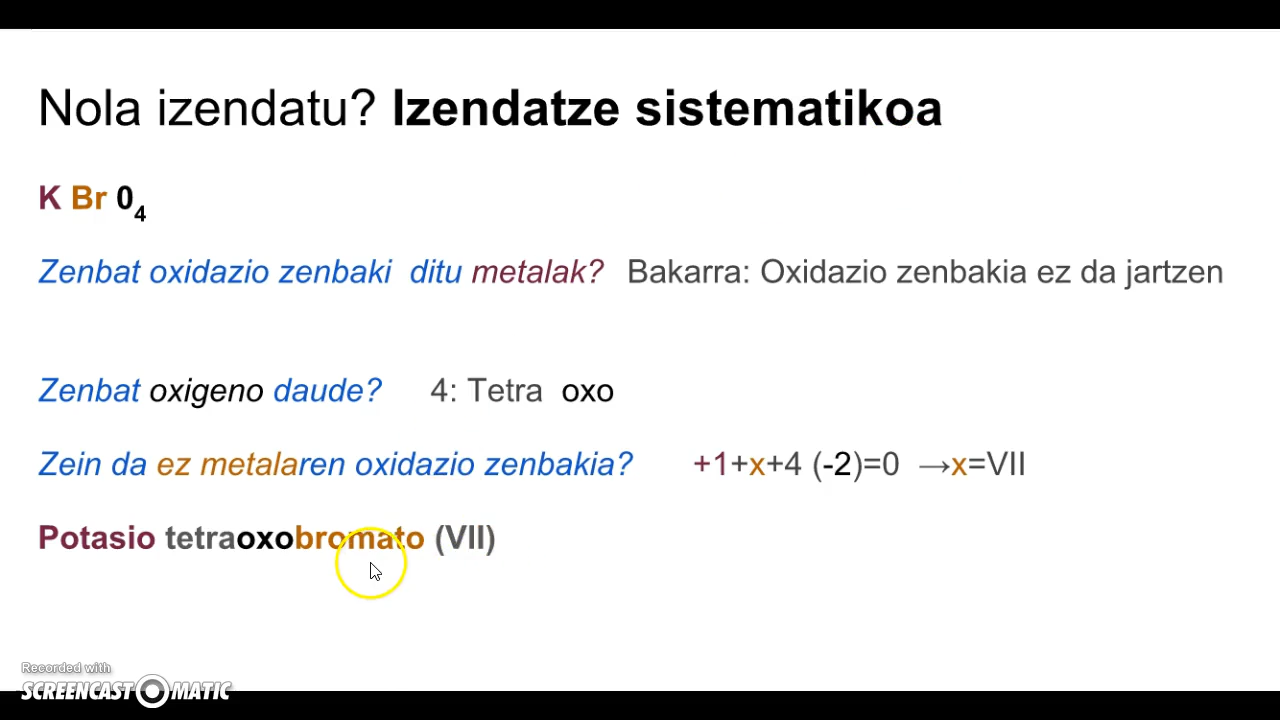 Nola izendatu? Izendatze sistematikoa
K Br 0₄
Zenbat oxidazio zenbaki ditu metalak? Bakarra: Oxidazio zenbakia ez da jartzen
Zenbat oxigeno daude? 4: Tetra oxo
Zein da ez metalaren oxidazio zenbakia? +1+x+4 (-2)=0 →x=VII
Potasio tetraoxobromato (VII)
Recorded with
SCREENCAST MATIC